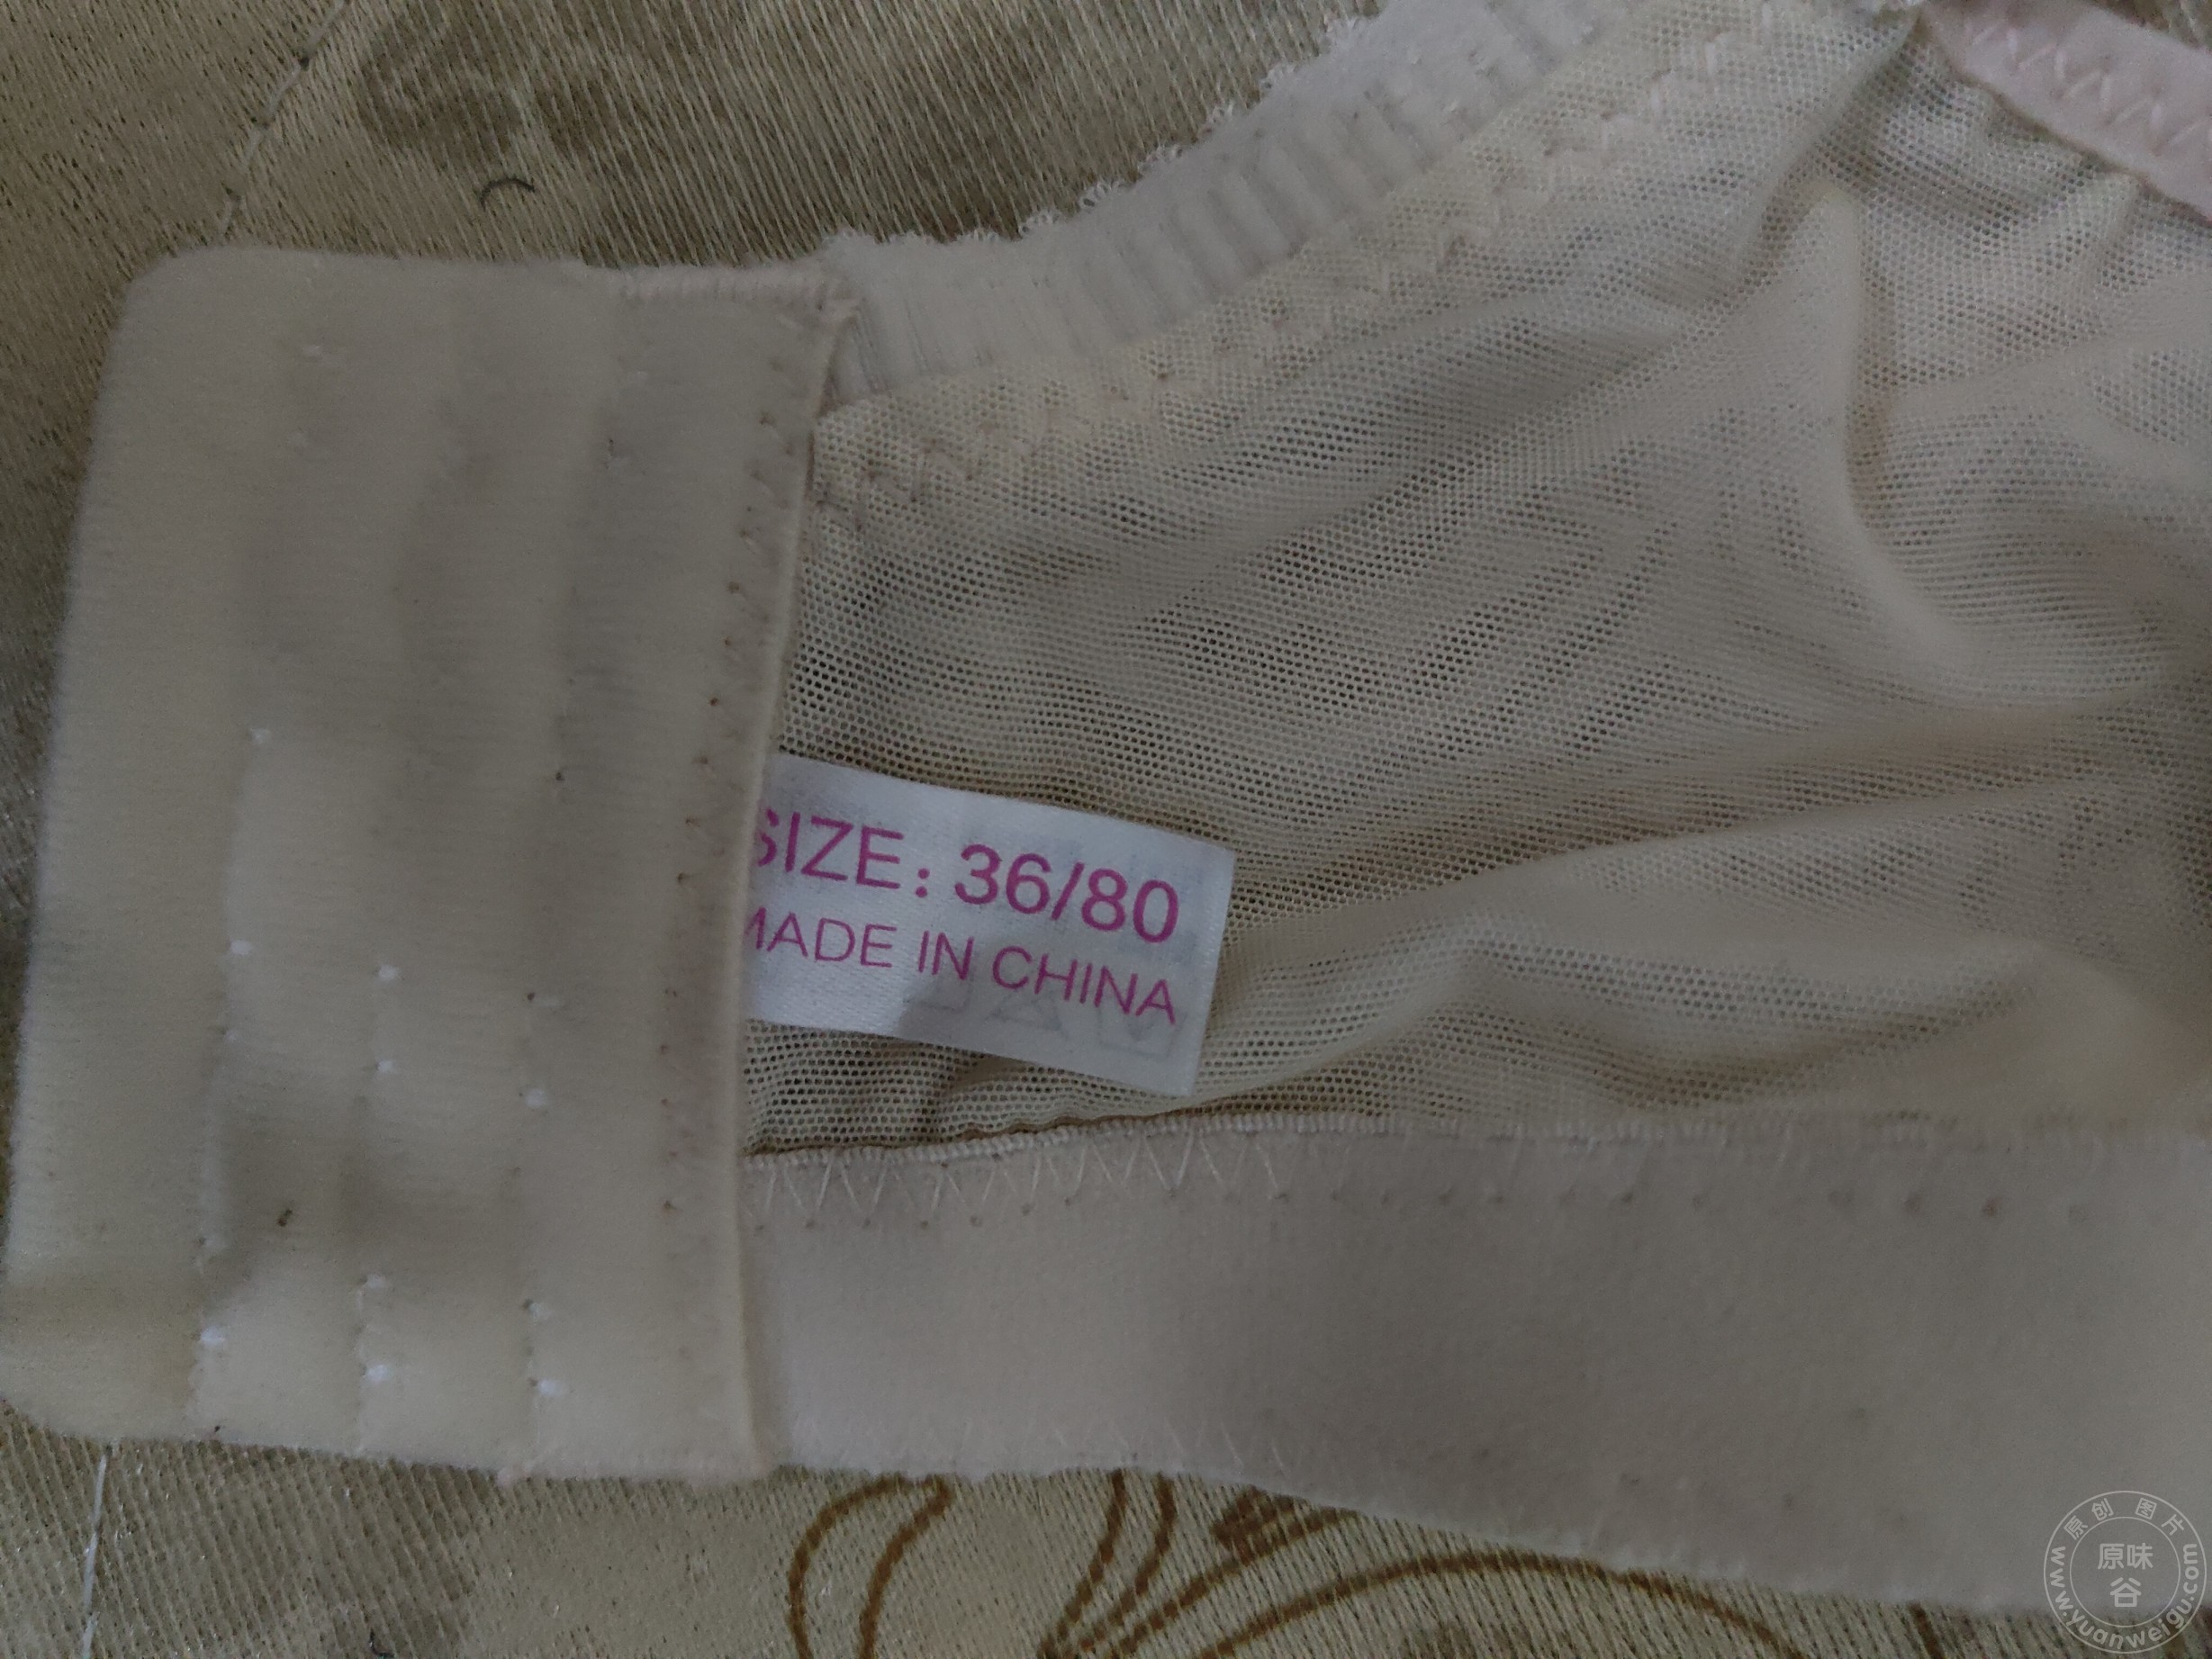 SIZE: 36/80
MADE IN CHINA
原创图片
原味
谷
www.yuanweigu.com